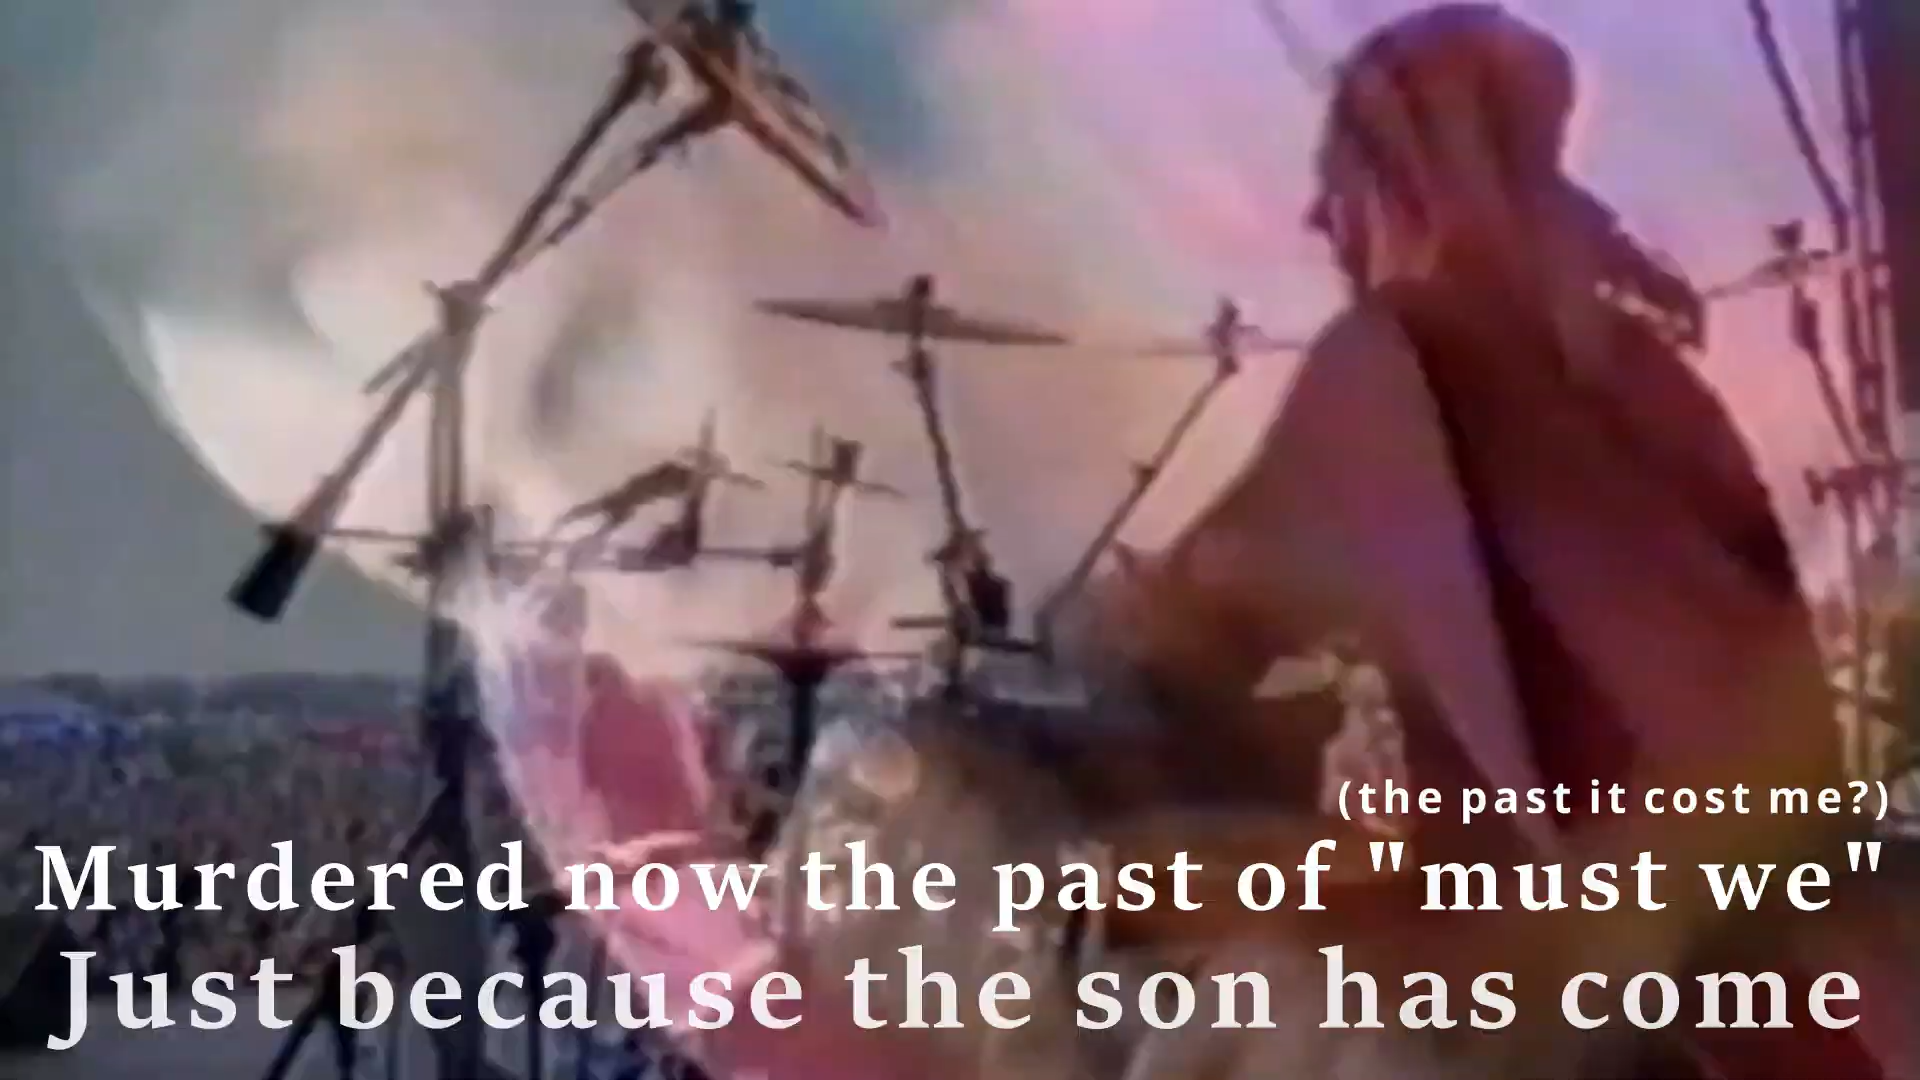 (the past it cost me?)
Murdered now the past of "must we"
Just because the son has come